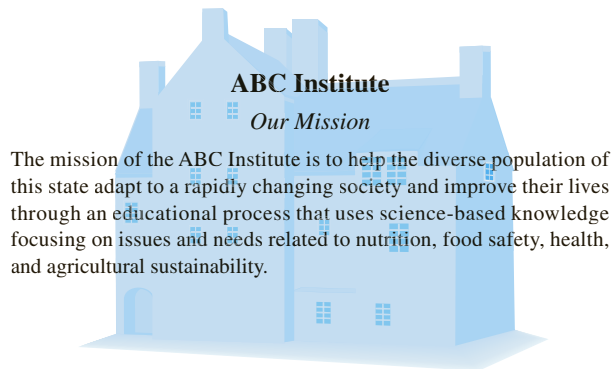 ABC Institute
Our Mission
The mission of the ABC Institute is to help the diverse population of
this state adapt to a rapidly changing society and improve their lives
through an educational process that uses science-based knowledge
focusing on issues and needs related to nutrition, food safety, health,
and agricultural sustainability.